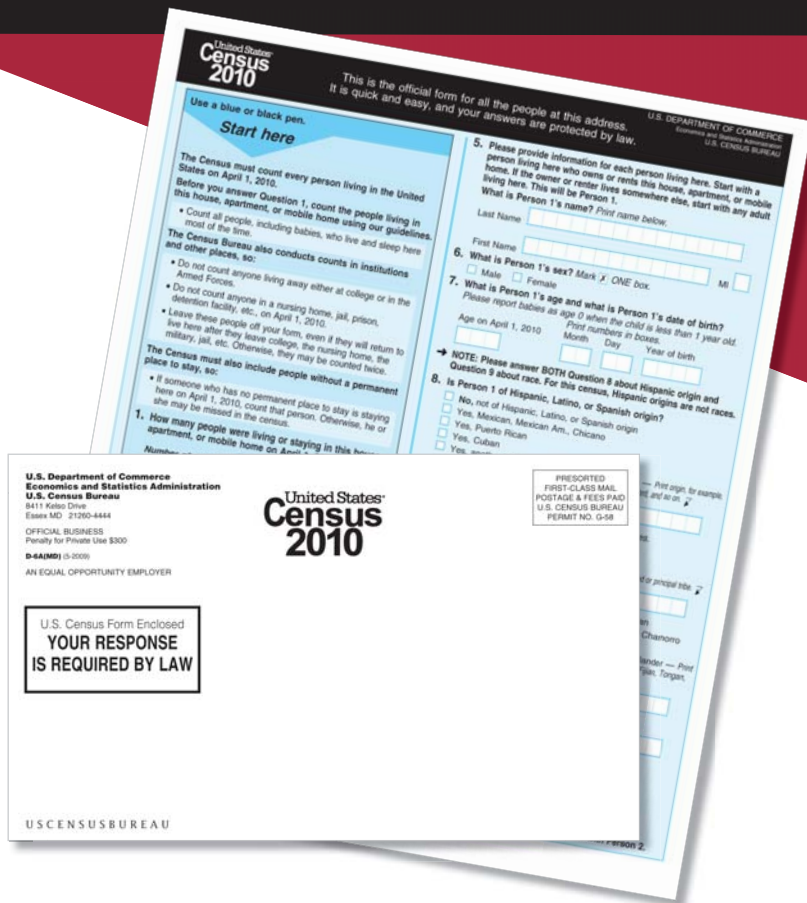 United States
Census
2010
This is the official form for all the people at this address.
It is quick and easy, and your answers are protected by law.
U.S. DEPARTMENT OF COMMERCE
Economics and Statistics Administration
U.S. CENSUS BUREAU
Use a blue or black pen.
Start here
The Census must count every person living in the United
States on April 1, 2010.
Before you answer Question 1, count the people living in
this house, apartment, or mobile home using our guidelines.
• Count all people, including babies, who live and sleep here
most of the time.
The Census Bureau also conducts counts in institutions
and other places, so:
• Do not count anyone living away either at college or in the
Armed Forces.
• Do not count anyone in a nursing home, jail, prison,
detention facility, etc., on April 1, 2010.
• Leave these people off your form, even if they will return to
live here after they leave college, the nursing home, the
military, jail, etc. Otherwise, they may be counted twice.
The Census must also include people without a permanent
place to stay, so:
• If someone who has no permanent place to stay is staying
here on April 1, 2010, count that person. Otherwise, he or
she may be missed in the census.
1. How many people were living or staying in this
apartment, or mobile home on
5. Please provide information for each person living here. Start with a
person living here who owns or rents this house, apartment, or mobile
home. If the owner or renter lives somewhere else, start with any adult
living here. This will be Person 1.
What is Person 1's name? Print name below.
Last Name
First Name
MI
6. What is Person 1's sex? Mark X ONE box.
Male Female
7. What is Person 1's age and what is Person 1's date of birth?
Please report babies as age 0 when the child is less than 1 year old.
Print numbers in boxes.
Age on April 1, 2010 Month Day Year of birth
→ NOTE: Please answer BOTH Question 8 about Hispanic origin and
Question 9 about race. For this census, Hispanic origins are not races.
8. Is Person 1 of Hispanic, Latino, or Spanish origin?
No, not of Hispanic, Latino, or Spanish origin
Yes, Mexican, Mexican Am., Chicano
Yes, Puerto Rican
Yes, Cuban
— Print origin, for example,
and so on.
or principal tribe.
Chamorro
— Print
Tongan,
Person 2.
U.S. Department of Commerce
Economics and Statistics Administration
U.S. Census Bureau
8411 Kelso Drive
Essex MD 21260-4444
OFFICIAL BUSINESS
Penalty for Private Use $300
D-6A(MD) (5-2009)
AN EQUAL OPPORTUNITY EMPLOYER
United States
Census
2010
PRESORTED
FIRST-CLASS MAIL
POSTAGE & FEES PAID
U.S. CENSUS BUREAU
PERMIT NO. G-58
U.S. Census Form Enclosed
YOUR RESPONSE
IS REQUIRED BY LAW
USCENSUSBUREAU